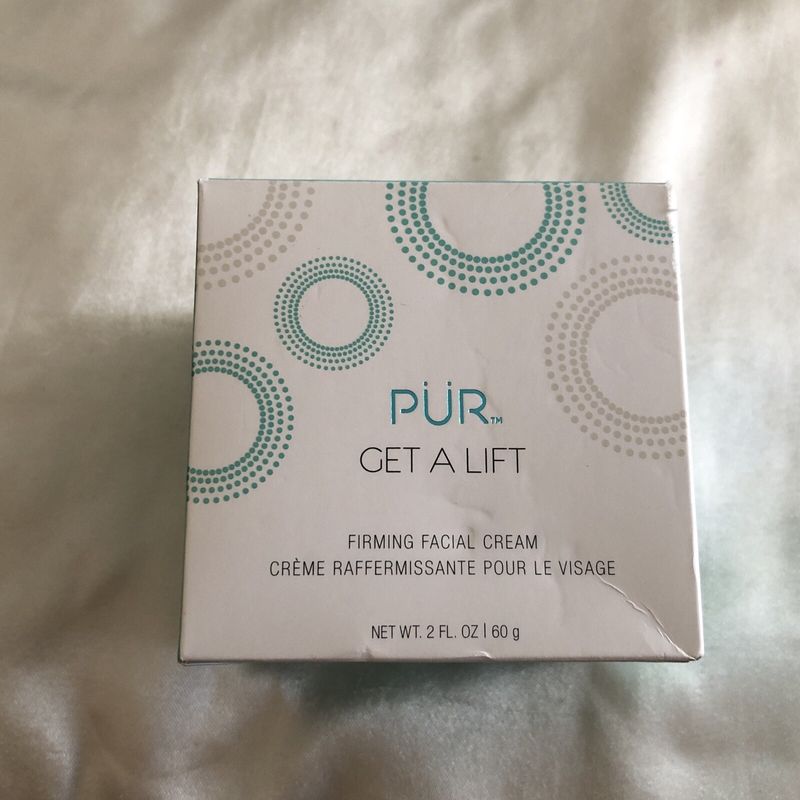 PÜR™
GET A LIFT
FIRMING FACIAL CREAM
CRÈME RAFFERMISSANTE POUR LE VISAGE
NET WT. 2 FL. OZ | 60 g